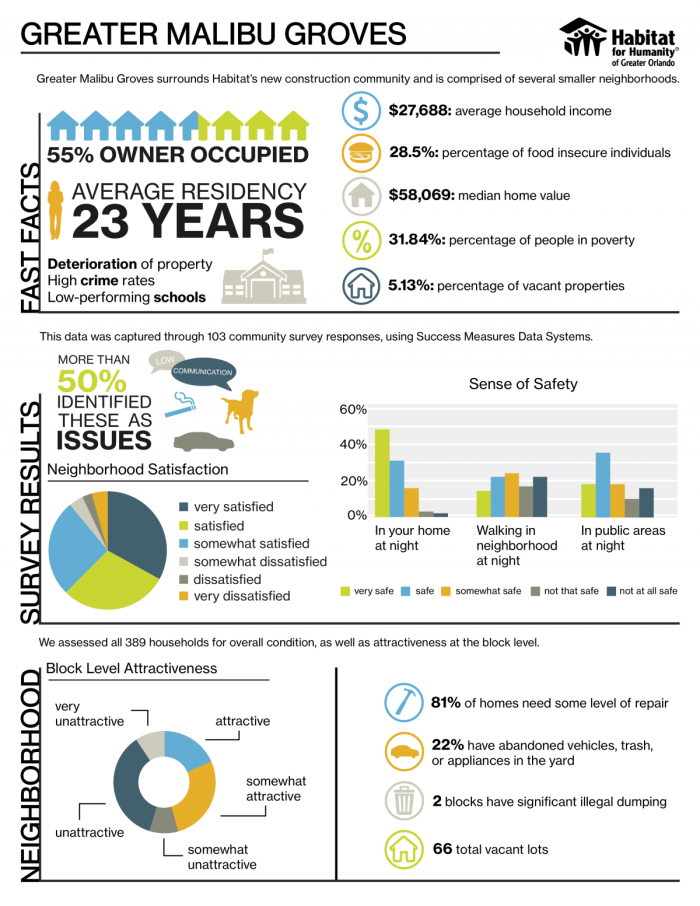 GREATER MALIBU GROVES
Habitat
for Humanity®
of Greater Orlando
Greater Malibu Groves surrounds Habitat's new construction community and is comprised of several smaller neighborhoods.
FAST FACTS
55% OWNER OCCUPIED
AVERAGE RESIDENCY
23 YEARS
Deterioration of property
High crime rates
Low-performing schools
$
$27,688: average household income
28.5%: percentage of food insecure individuals
$58,069: median home value
%
31.84%: percentage of people in poverty
5.13%: percentage of vacant properties
This data was captured through 103 community survey responses, using Success Measures Data Systems.
SURVEY RESULTS
MORE THAN
50%
IDENTIFIED
THESE AS
ISSUES
LOW
COMMUNICATION
Neighborhood Satisfaction
very satisfied
satisfied
somewhat satisfied
somewhat dissatisfied
dissatisfied
very dissatisfied
Sense of Safety
60%
40%
20%
0%
In your home
at night
Walking in
neighborhood
at night
In public areas
at night
very safe
safe
somewhat safe
not that safe
not at all safe
We assessed all 389 households for overall condition, as well as attractiveness at the block level.
NEIGHBORHOOD
Block Level Attractiveness
very
unattractive
attractive
somewhat
attractive
unattractive
somewhat
unattractive
81% of homes need some level of repair
22% have abandoned vehicles, trash,
or appliances in the yard
2 blocks have significant illegal dumping
66 total vacant lots